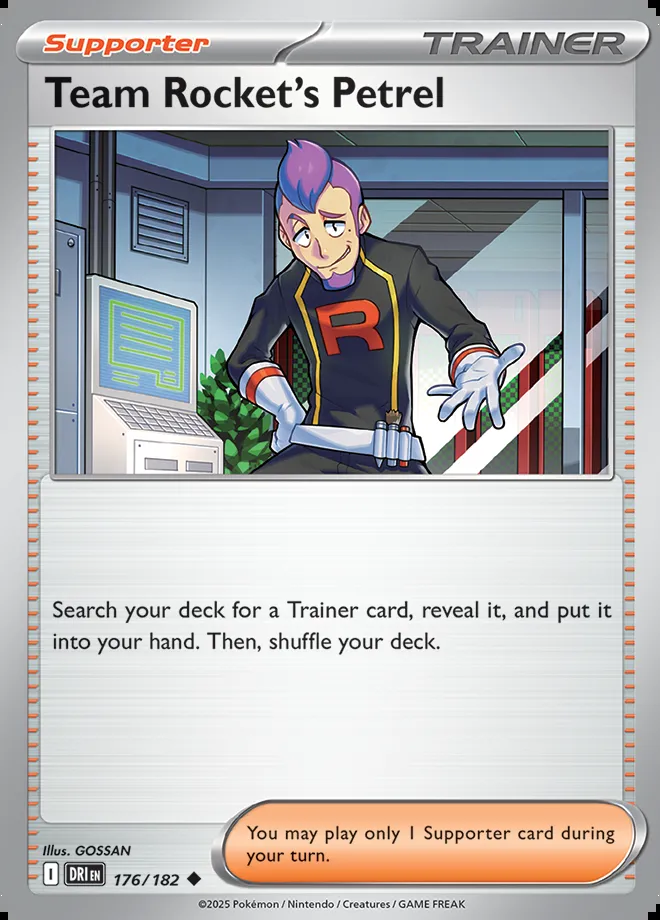 Supporter
TRAINER
Team Rocket's Petrel
R
Search your deck for a Trainer card, reveal it, and put it
into your hand. Then, shuffle your deck.
You may play only 1 Supporter card during
your turn.
Illus. GOSSAN
I DRI EN 176/182
©2025 Pokémon / Nintendo / Creatures / GAME FREAK